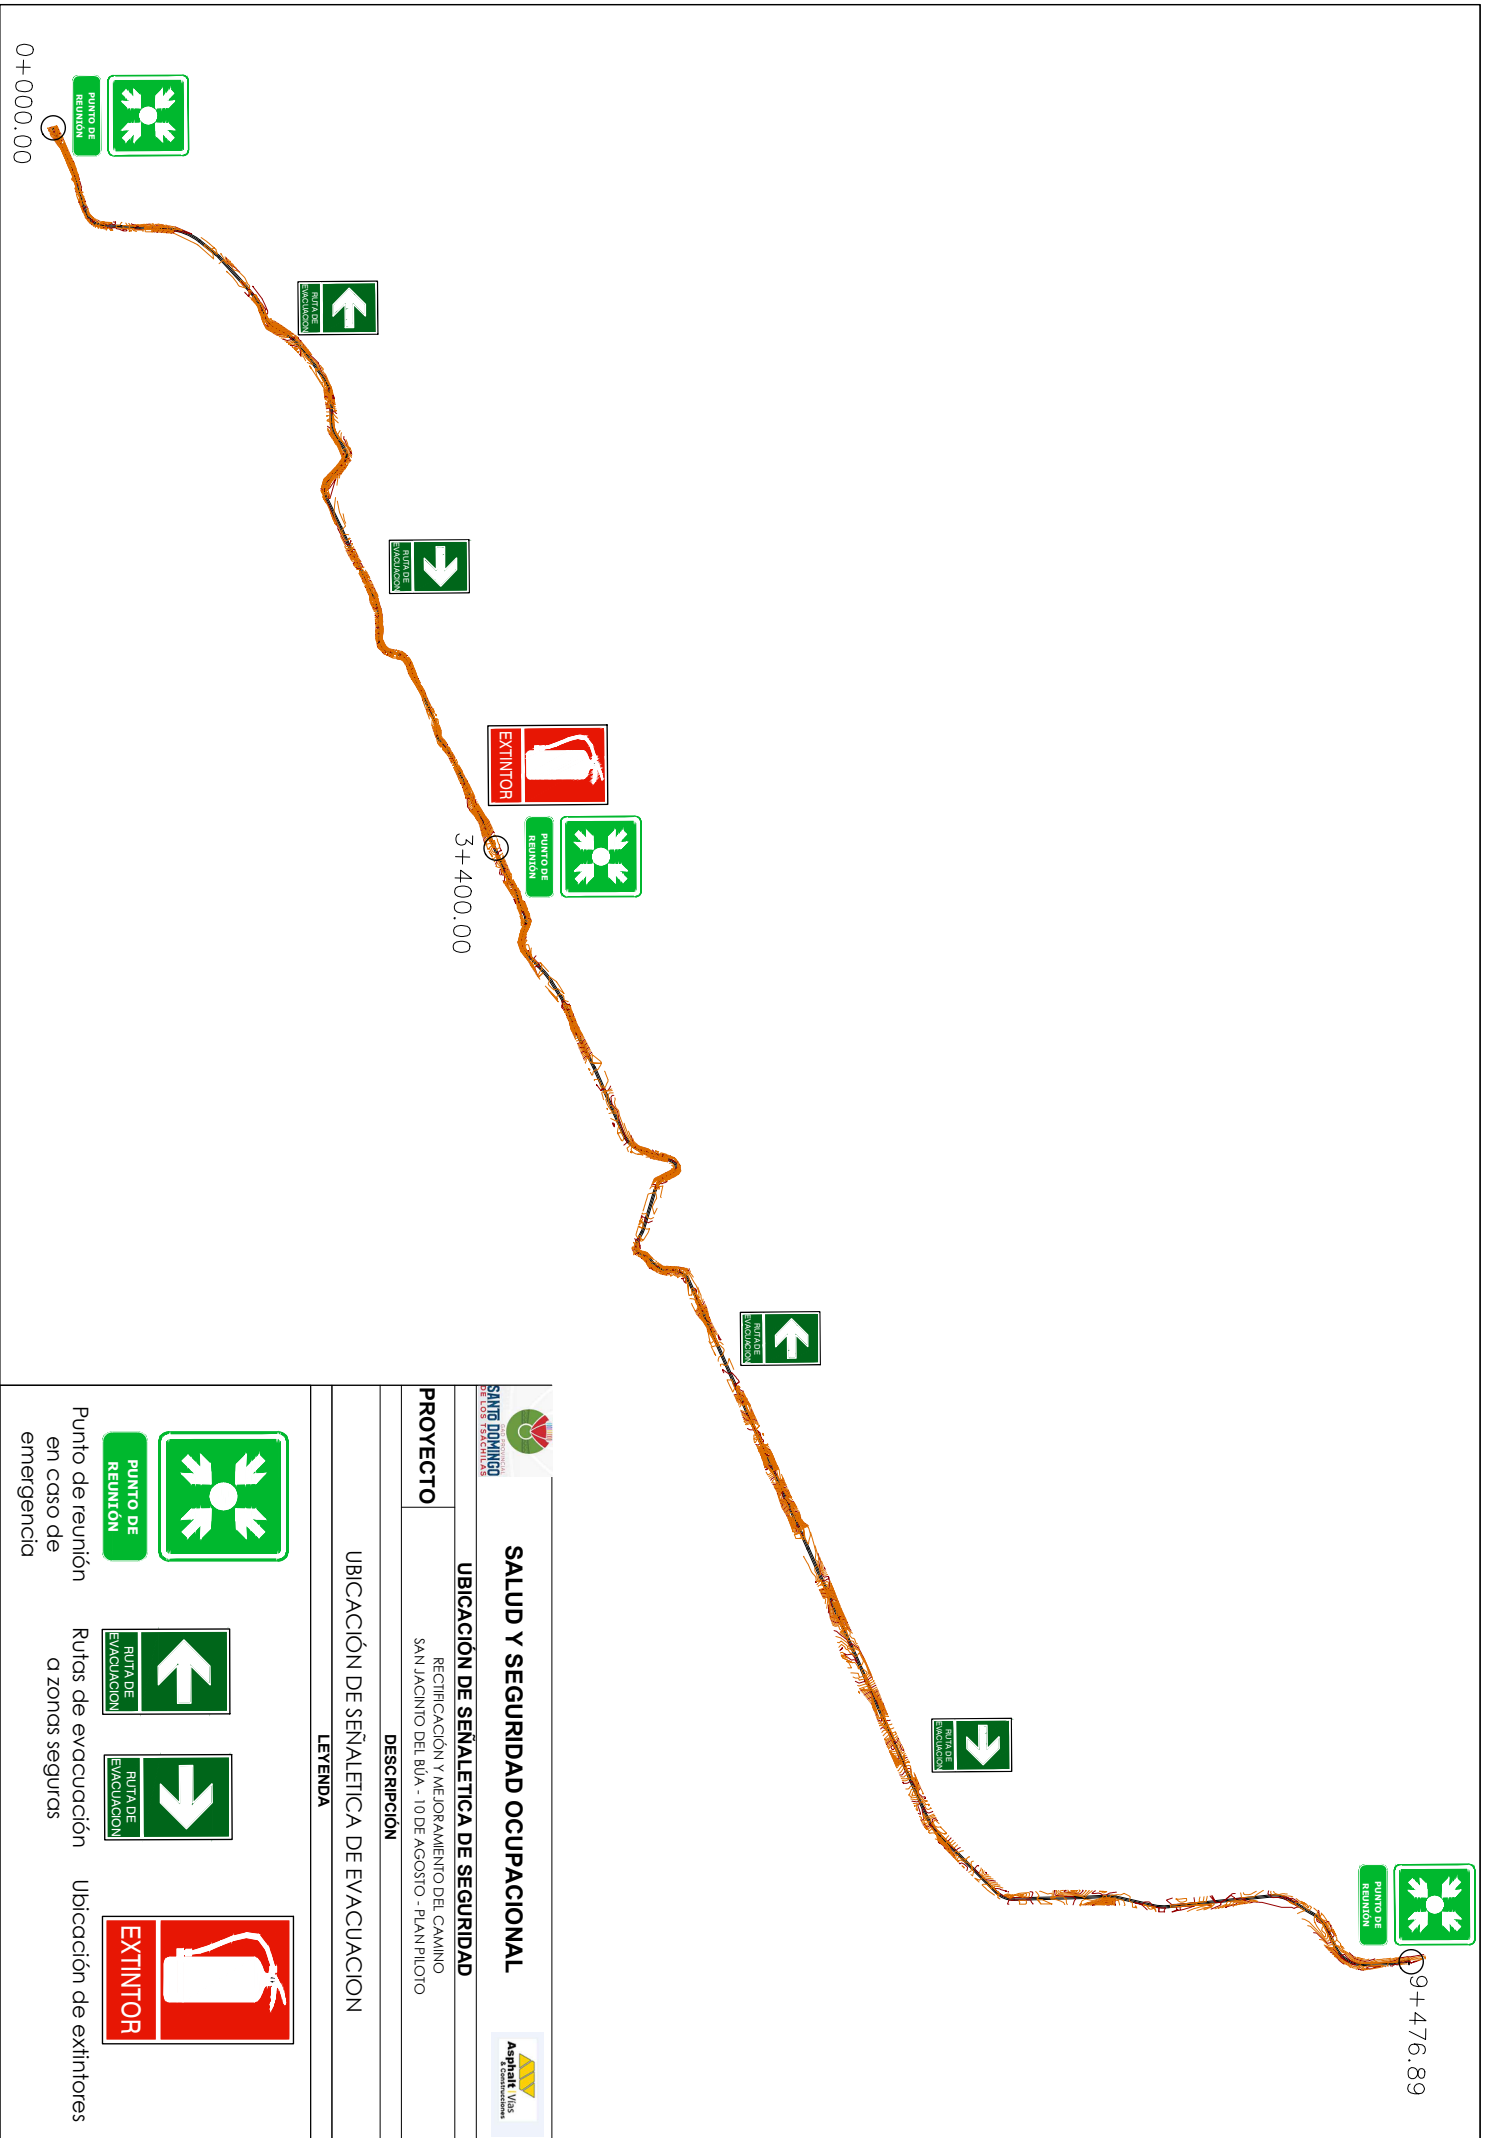 0+000.00
PUNTO DE
REUNIÓN
RUTA DE
EVACUACION
RUTA DE
EVACUACION
EXTINTOR
PUNTO DE
REUNIÓN
3+400.00
RUTA DE
EVACUACION
RUTA DE
EVACUACION
PUNTO DE
REUNIÓN
9+476.89
SANTO DOMINGO
DE LOS TSÁCHILAS
SALUD Y SEGURIDAD OCUPACIONAL
Asphalt Vías
& Construcciones
UBICACIÓN DE SEÑALETICA DE SEGURIDAD
PROYECTO
RECTIFICACIÓN Y MEJORAMIENTO DEL CAMINO
SAN JACINTO DEL BÚA - 10 DE AGOSTO - PLAN PILOTO
DESCRIPCIÓN
UBICACIÓN DE SEÑALETICA DE EVACUACION
LEYENDA
PUNTO DE
REUNIÓN
Punto de reunión
en caso de
emergencia
RUTA DE
EVACUACION
RUTA DE
EVACUACION
Rutas de evacuación
a zonas seguras
EXTINTOR
Ubicación de extintores